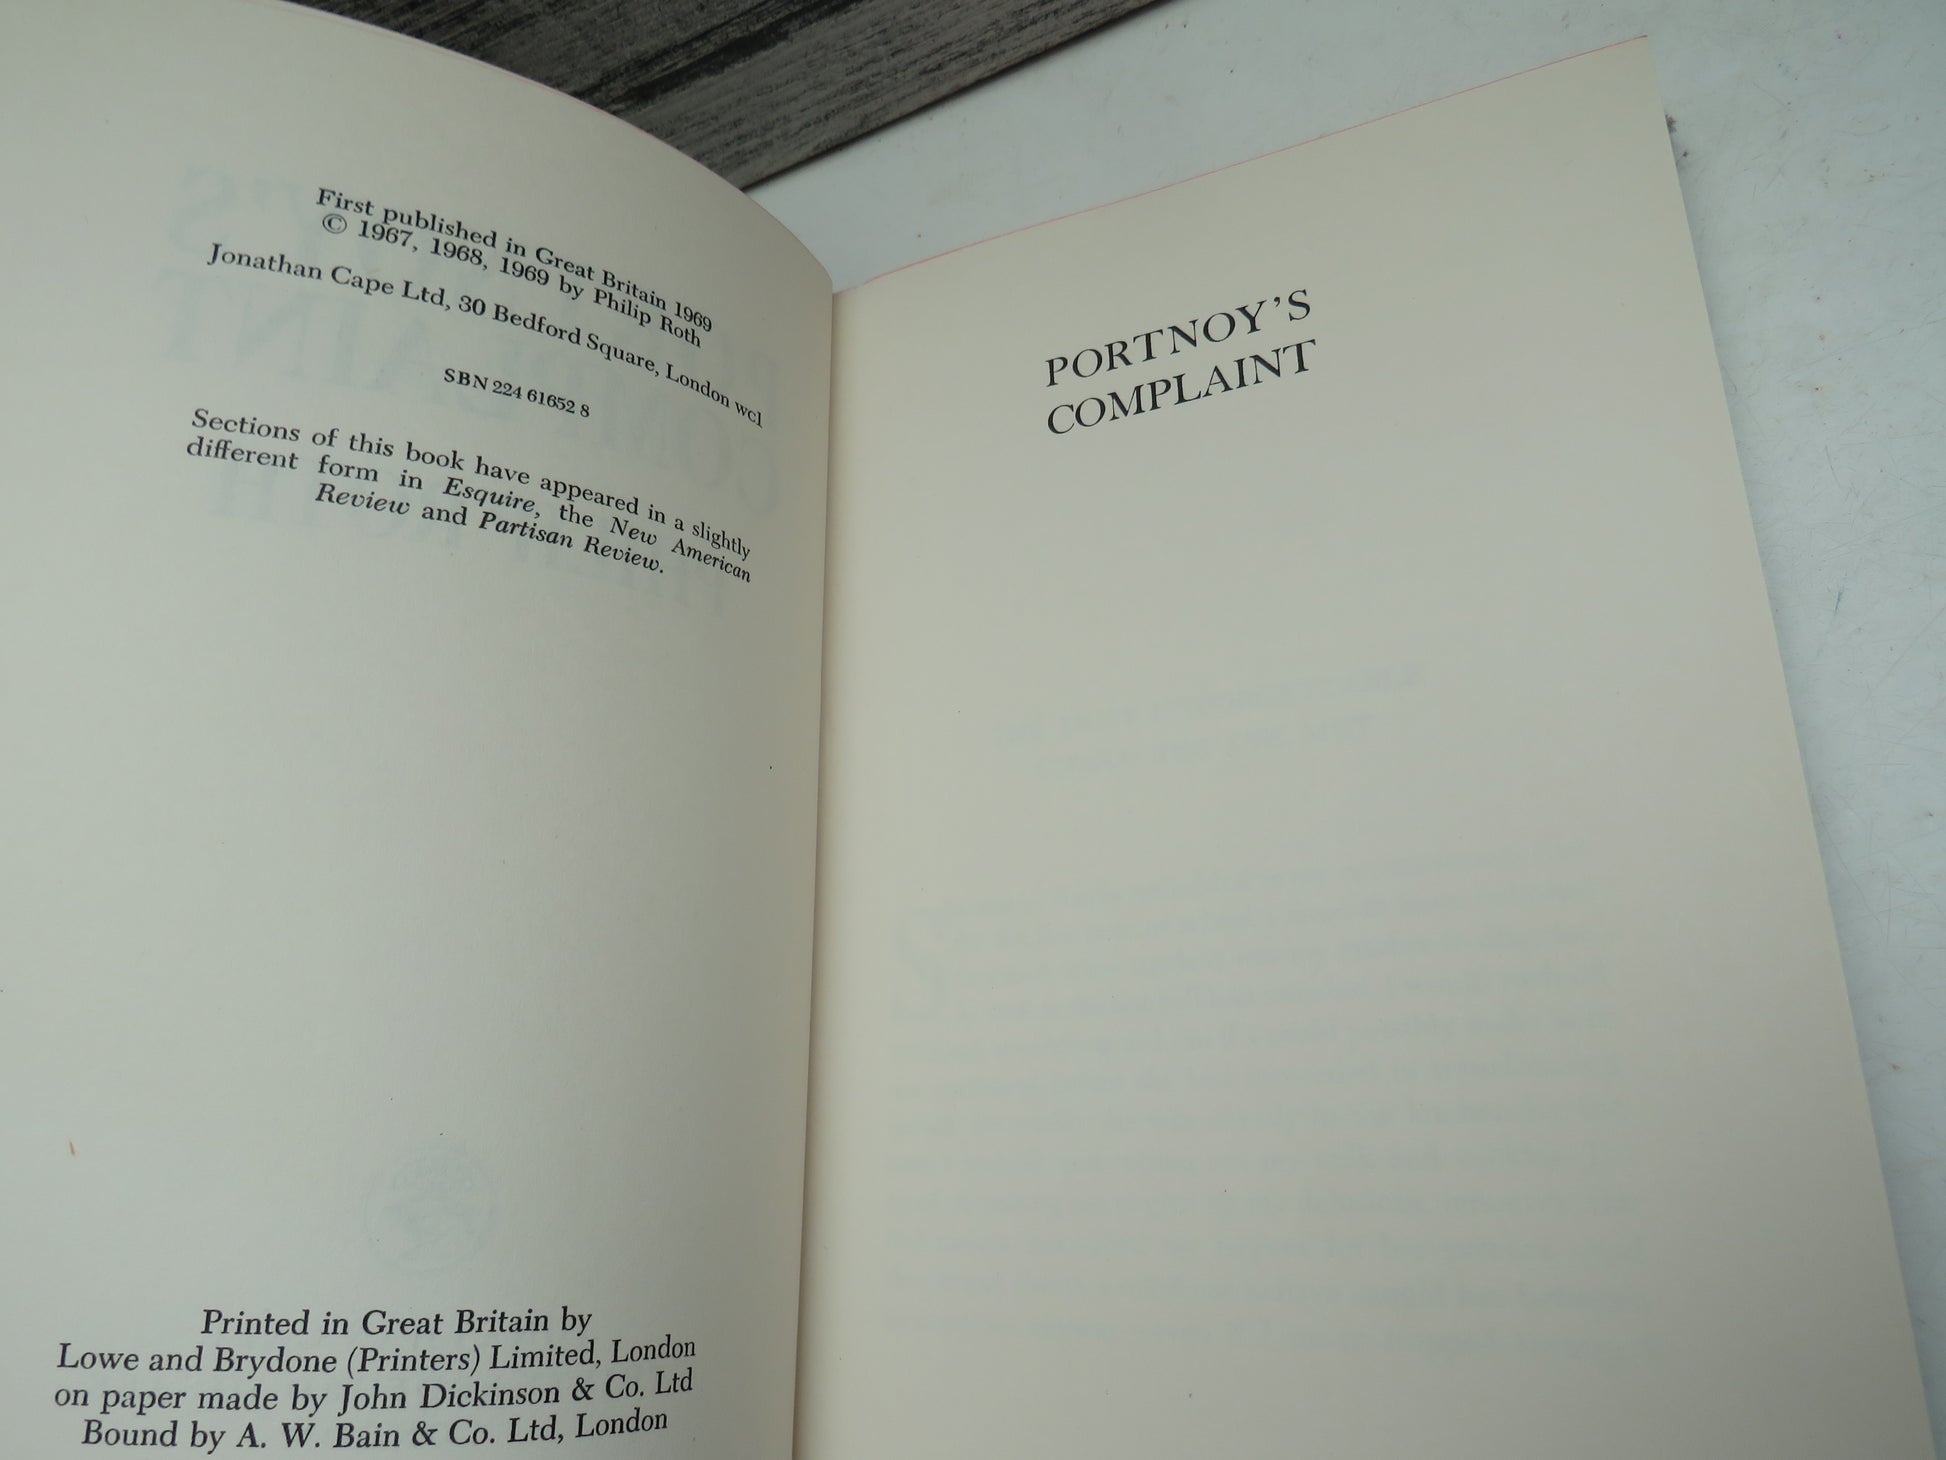 First published in Great Britain 1969
© 1967, 1968, 1969 by Philip Roth
Jonathan Cape Ltd, 30 Bedford Square, London wc1
SBN 224 61652 8
Sections of this book have appeared in a slightly
different form in Esquire, the New American
Review and Partisan Review.
Printed in Great Britain by
Lowe and Brydone (Printers) Limited, London
on paper made by John Dickinson & Co. Ltd
Bound by A. W. Bain & Co. Ltd, London
PORTNOY'S
COMPLAINT